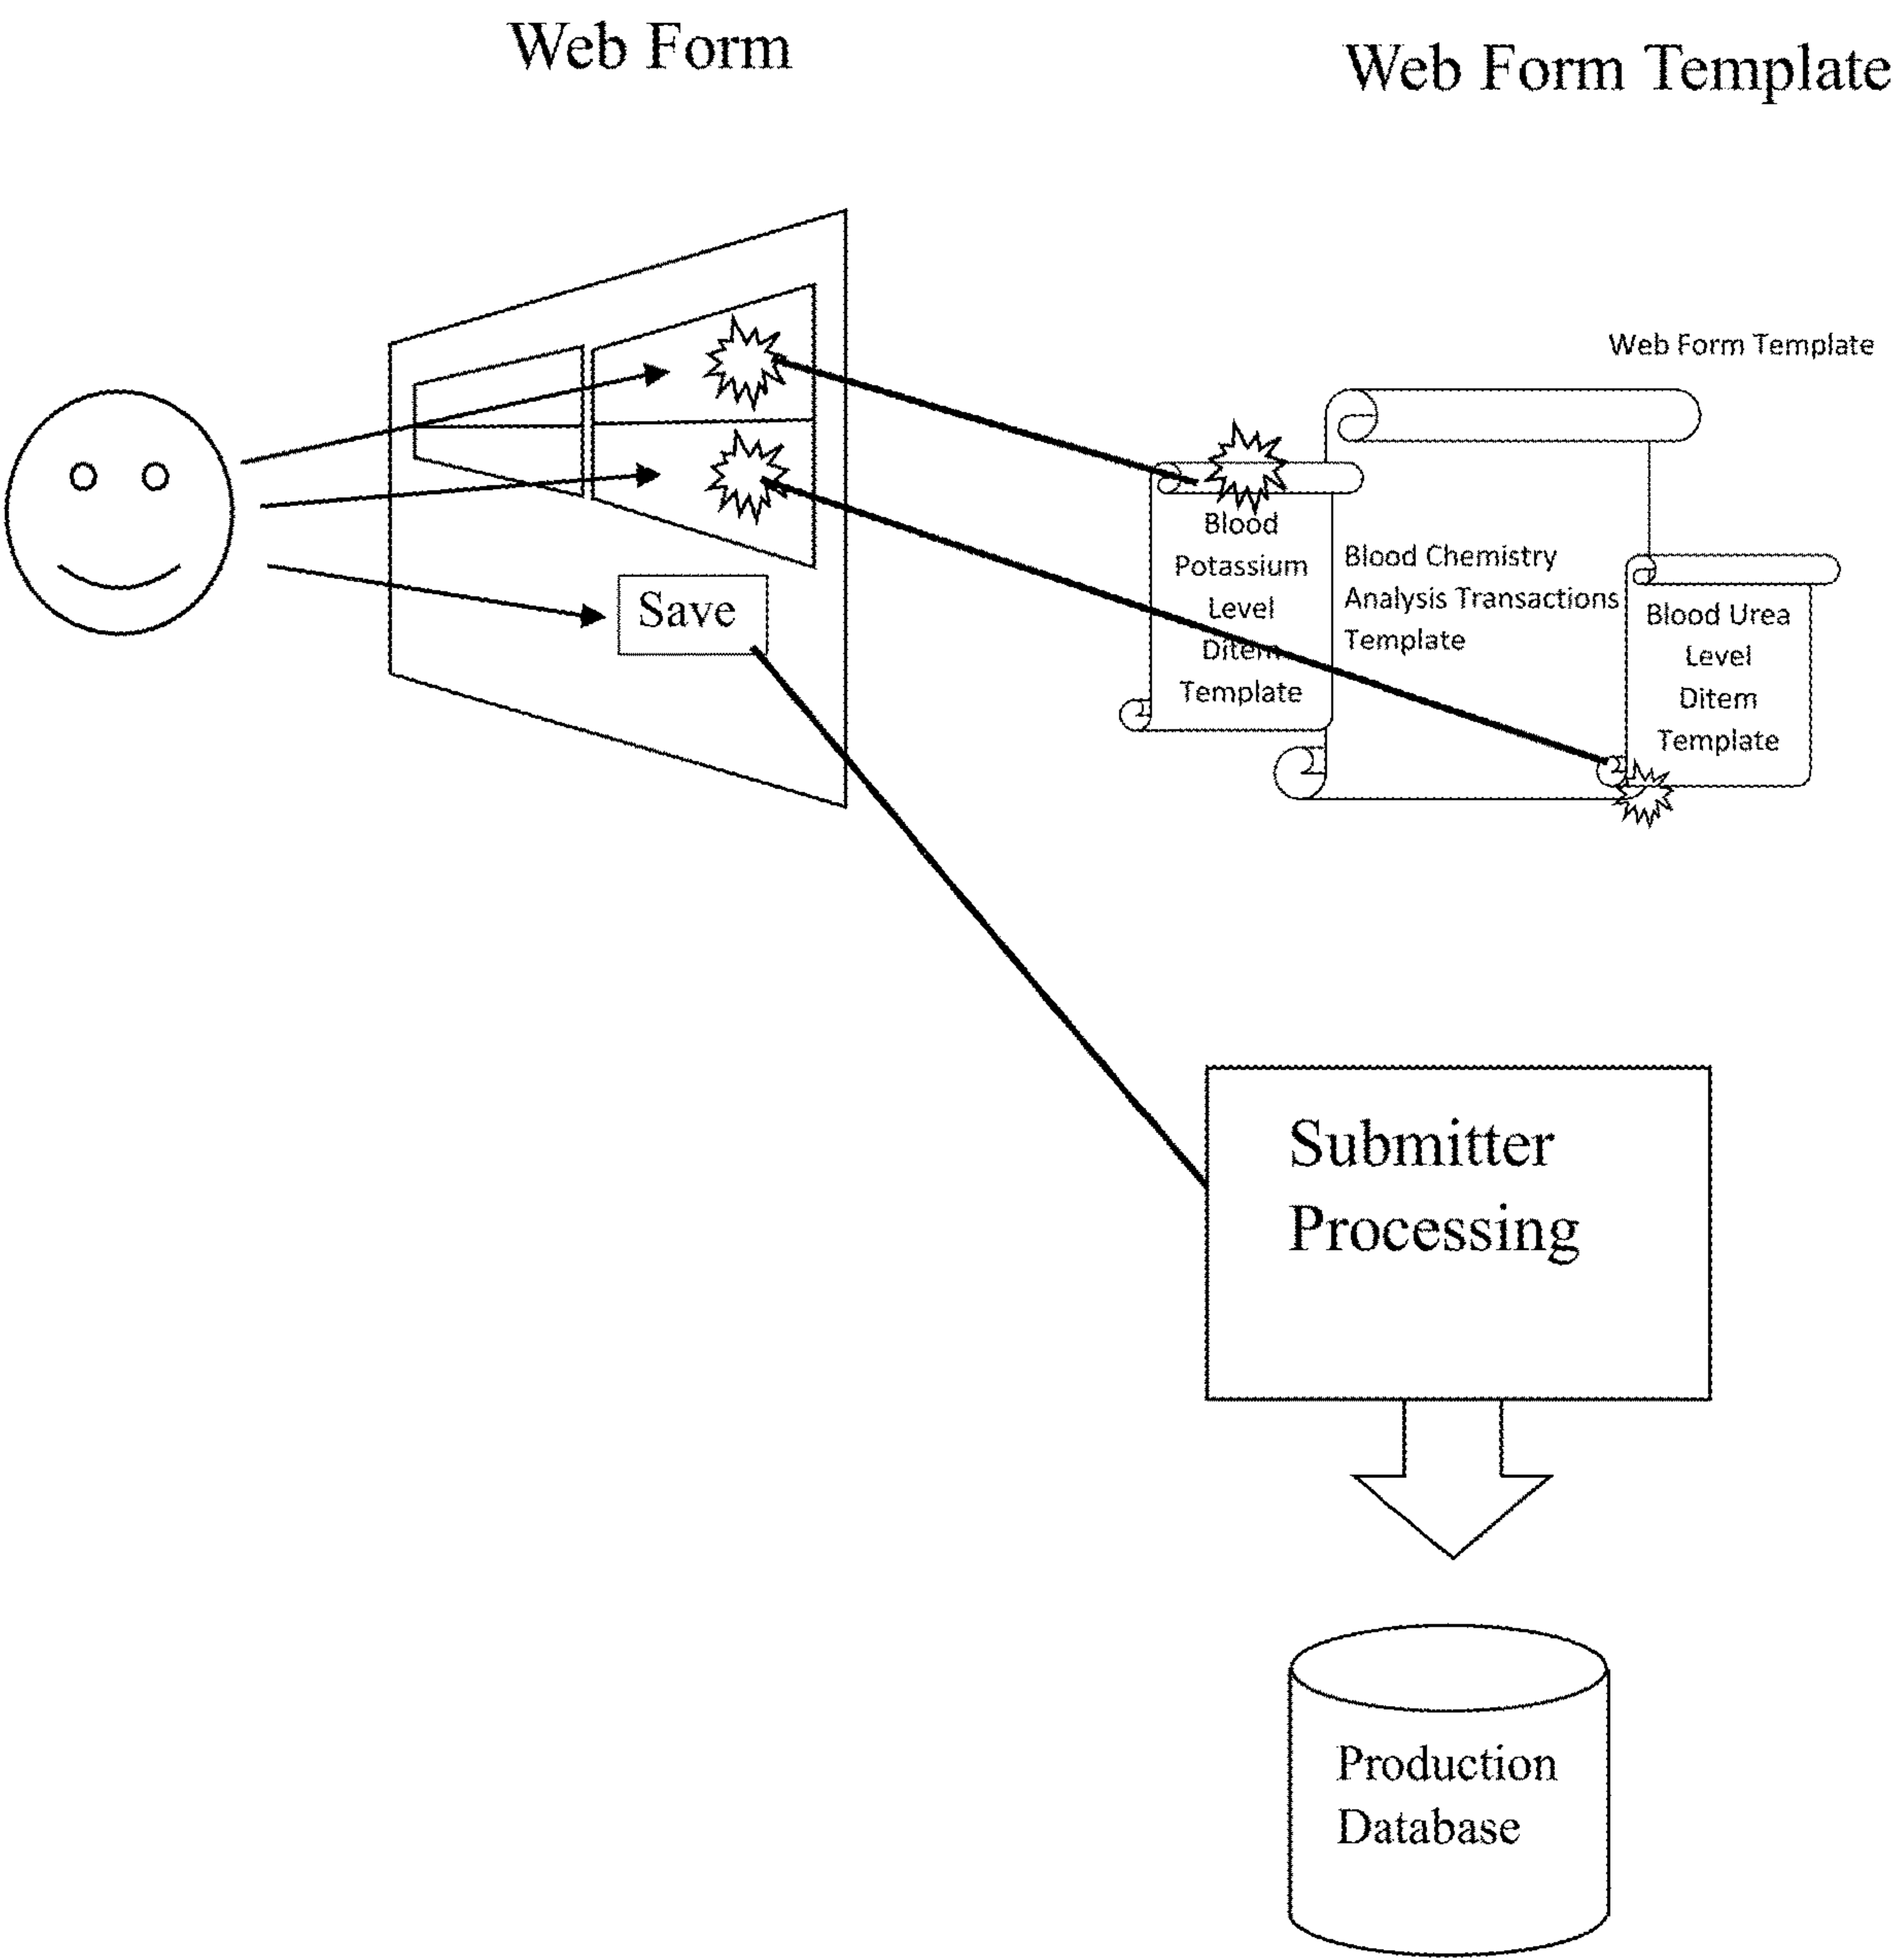 Web Form
Web Form Template
Web Form Template
Blood
Potassium
Level
Ditem
Template
Blood Chemistry
Analysis Transactions
Template
Blood Urea
Level
Ditem
Template
Save
Submitter
Processing
Production
Database